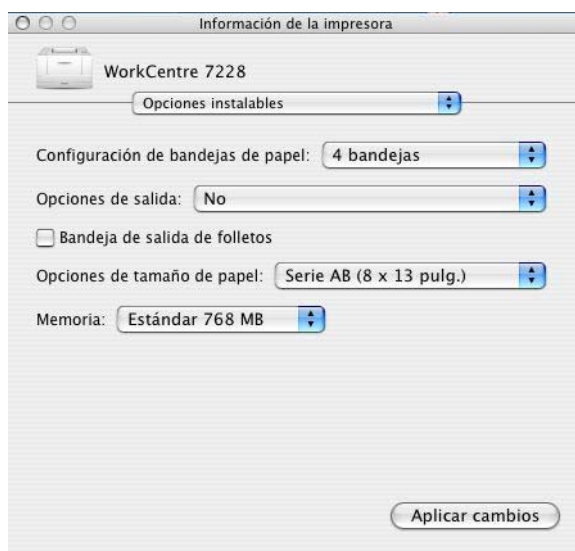 Información de la impresora
WorkCentre 7228
Opciones instalables
Configuración de bandejas de papel: 4 bandejas
Opciones de salida: No
Bandeja de salida de folletos
Opciones de tamaño de papel: Serie AB (8 x 13 pulg.)
Memoria: Estándar 768 MB
Aplicar cambios